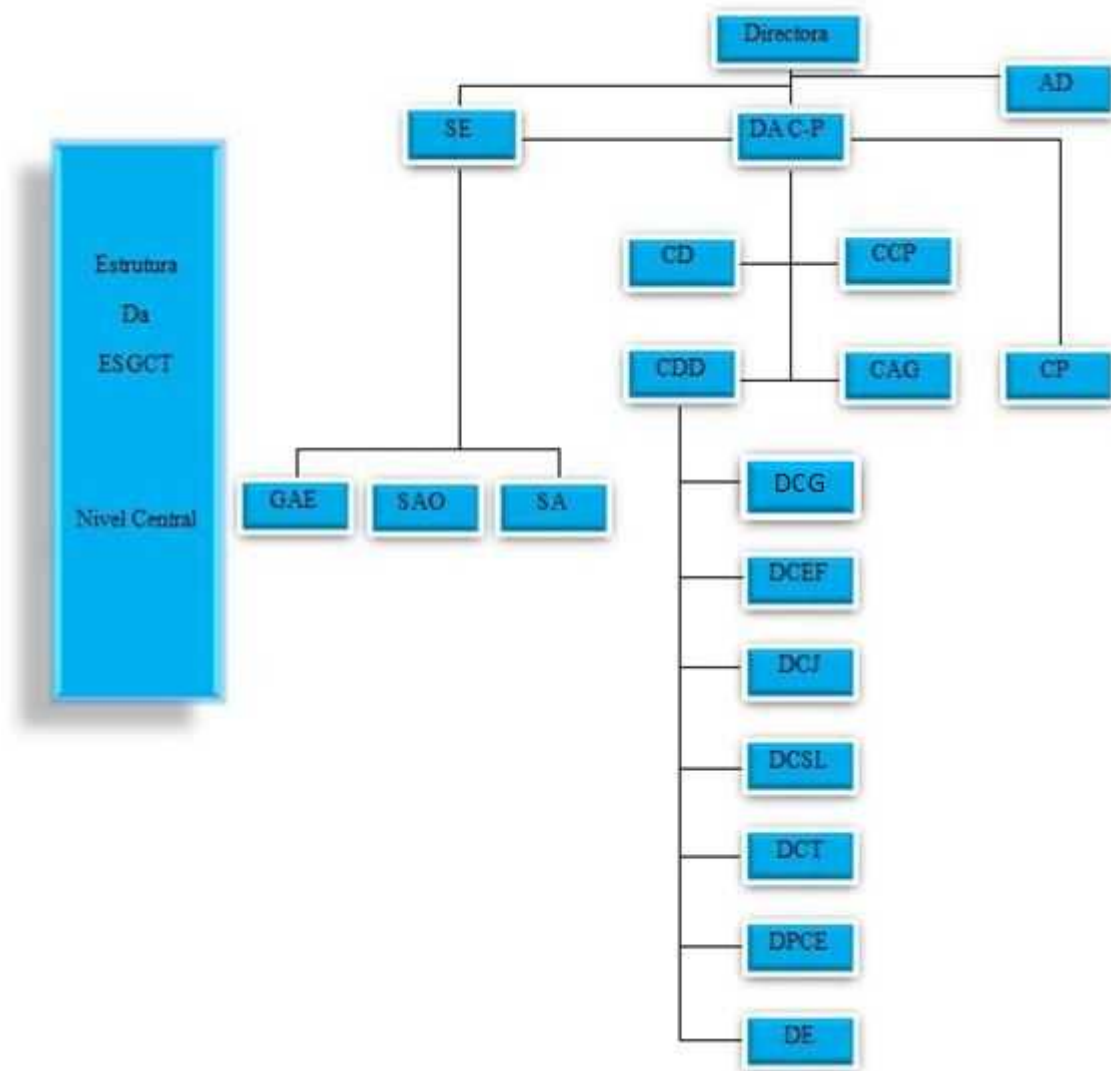 Directora
AD
SE
DA C-P
Estrutura
Da
ESGCT
Nivel Central
CD
CCP
CDD
CAG
CP
GAE
SAO
SA
DCG
DCEF
DCJ
DCSL
DCT
DPCE
DE